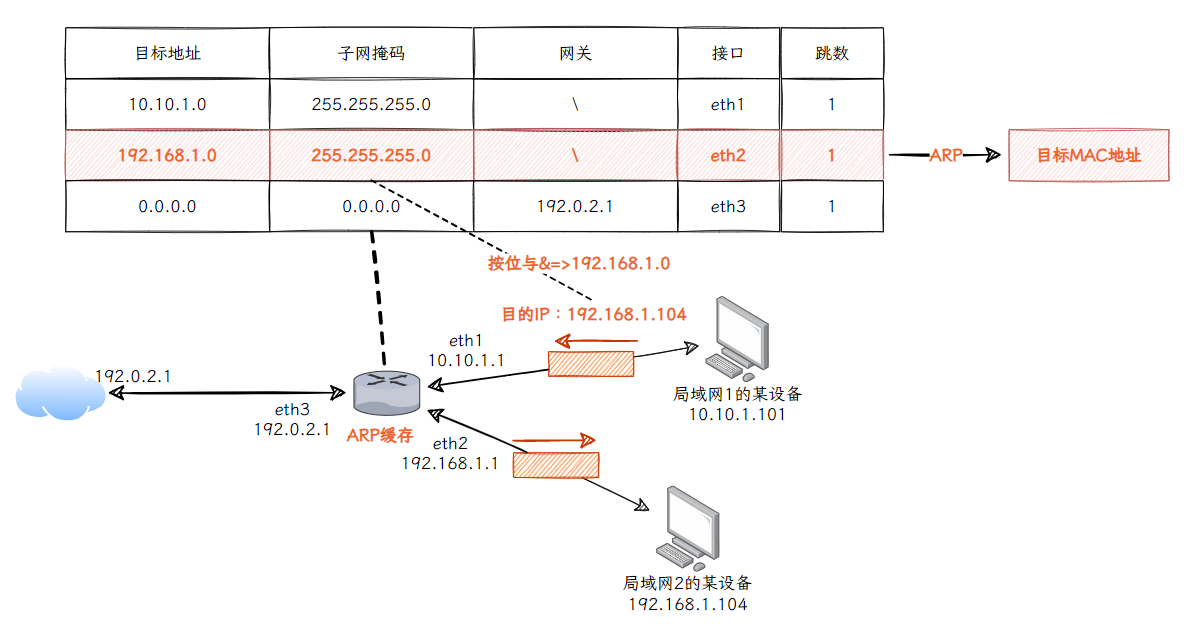 目标地址 子网掩码 网关 接口 跳数
10.10.1.0 255.255.255.0 \ eth1 1
192.168.1.0 255.255.255.0 \ eth2 1
ARP
目标MAC地址
0.0.0.0 0.0.0.0 192.0.2.1 eth3 1
按位与&=>192.168.1.0
目的IP：192.168.1.104
eth1
10.10.1.1
192.0.2.1
局域网1的某设备
10.10.1.101
eth3
192.0.2.1
ARP缓存
eth2
192.168.1.1
局域网2的某设备
192.168.1.104